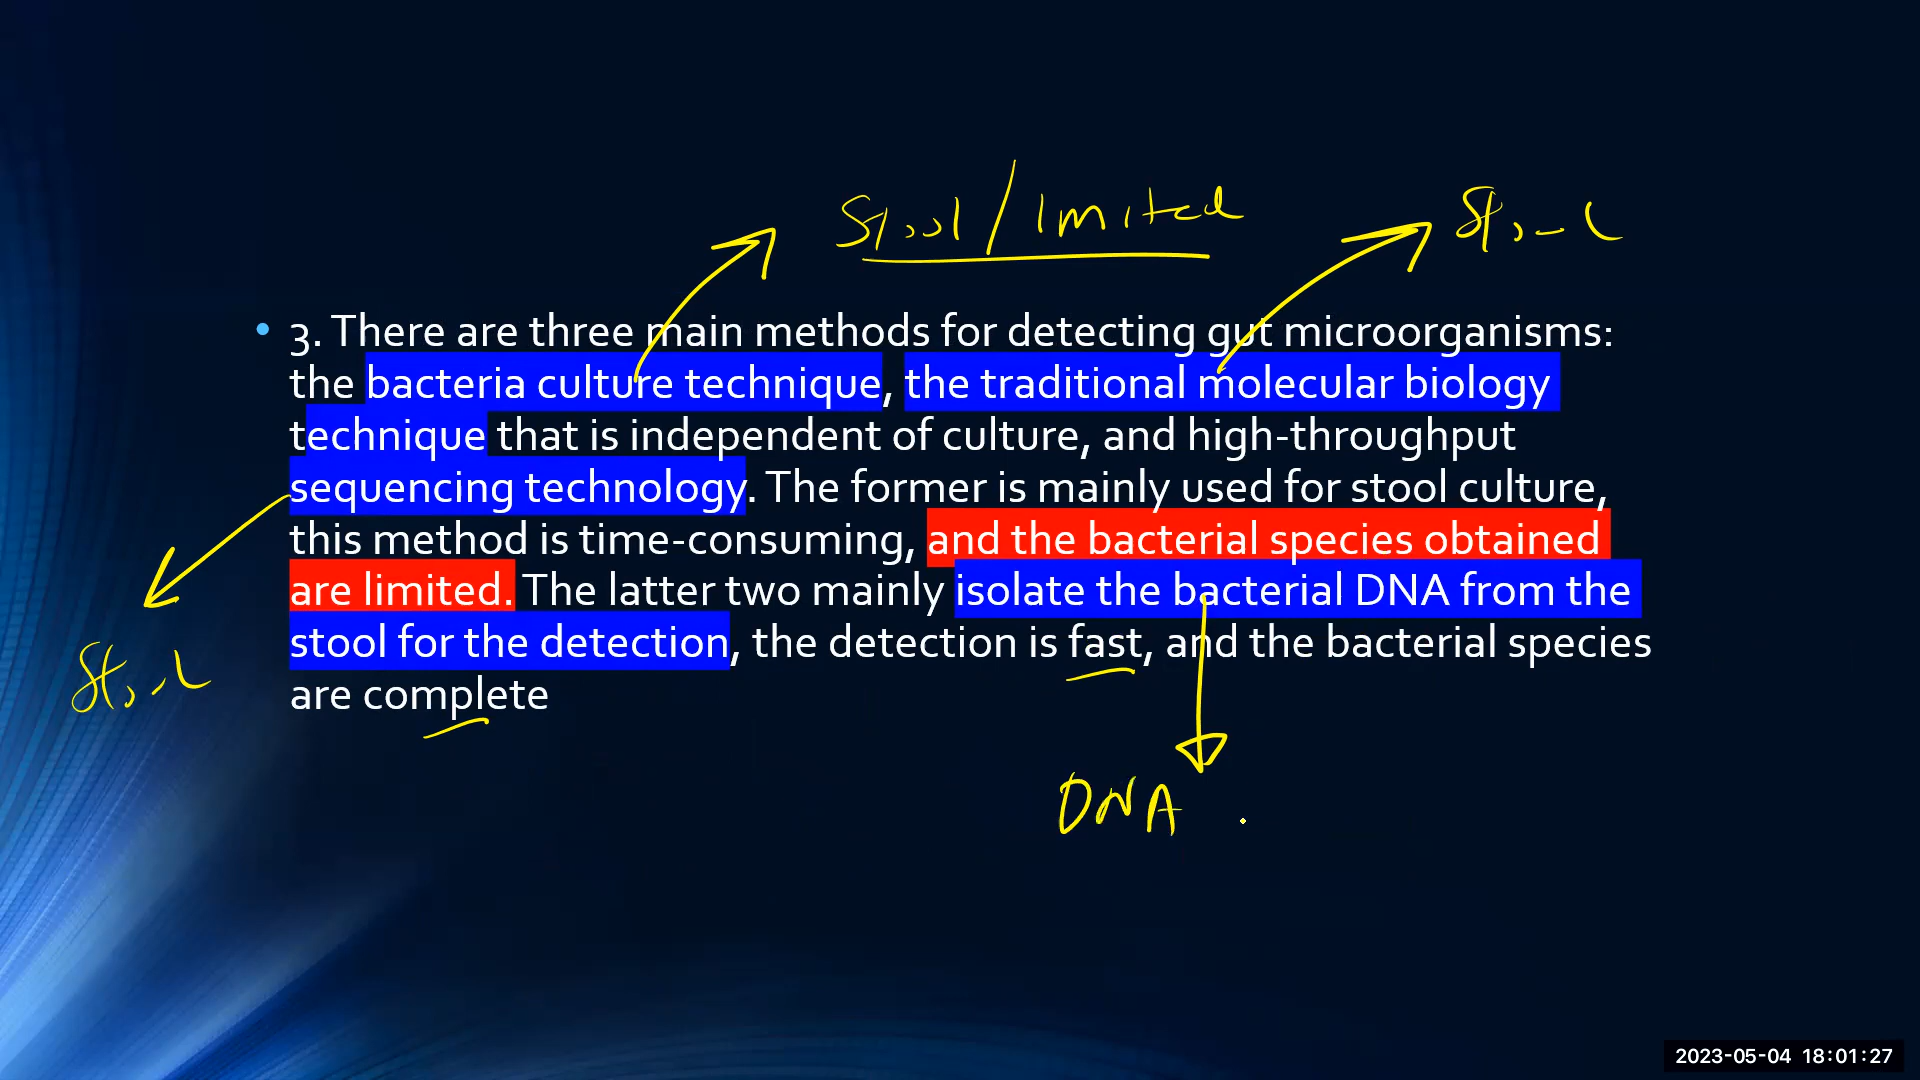 Stool / limited
Stool
• 3. There are three main methods for detecting gut microorganisms:
the bacteria culture technique, the traditional molecular biology
technique that is independent of culture, and high-throughput
sequencing technology. The former is mainly used for stool culture,
this method is time-consuming, and the bacterial species obtained
are limited. The latter two mainly isolate the bacterial DNA from the
stool for the detection, the detection is fast, and the bacterial species
Stool
are complete
DNA
2023-05-04 18:01:27